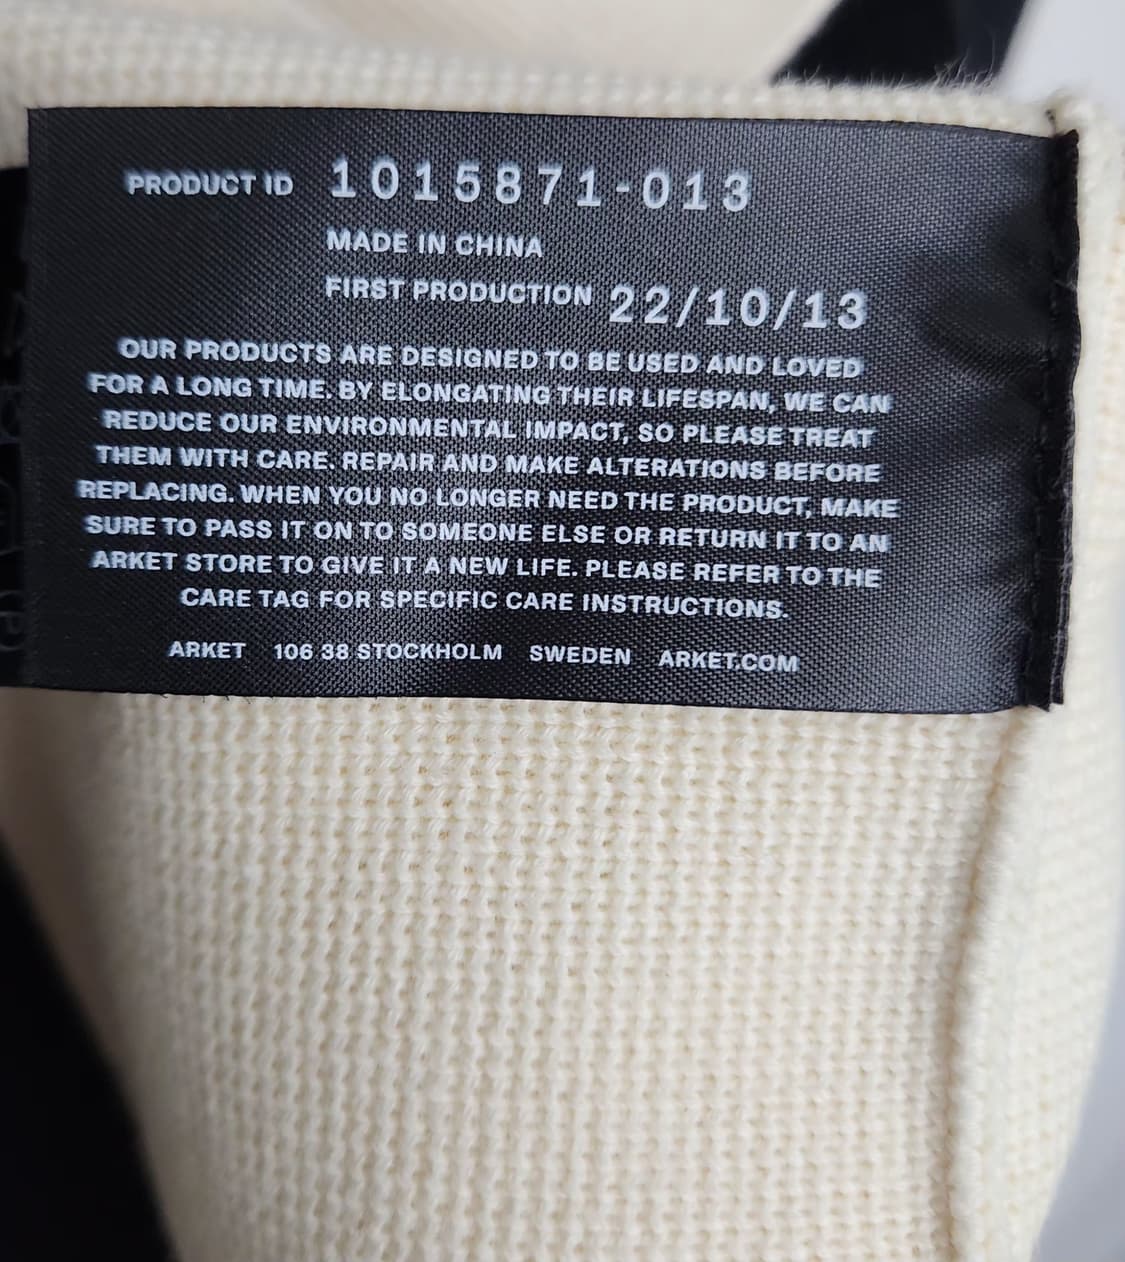 PRODUCT ID 1015871-013
MADE IN CHINA
FIRST PRODUCTION 22/10/13
OUR PRODUCTS ARE DESIGNED TO BE USED AND LOVED
FOR A LONG TIME. BY ELONGATING THEIR LIFESPAN, WE CAN
REDUCE OUR ENVIRONMENTAL IMPACT, SO PLEASE TREAT
THEM WITH CARE. REPAIR AND MAKE ALTERATIONS BEFORE
REPLACING. WHEN YOU NO LONGER NEED THE PRODUCT, MAKE
SURE TO PASS IT ON TO SOMEONE ELSE OR RETURN IT TO AN
ARKET STORE TO GIVE IT A NEW LIFE. PLEASE REFER TO THE
CARE TAG FOR SPECIFIC CARE INSTRUCTIONS.
ARKET 106 38 STOCKHOLM SWEDEN ARKET.COM